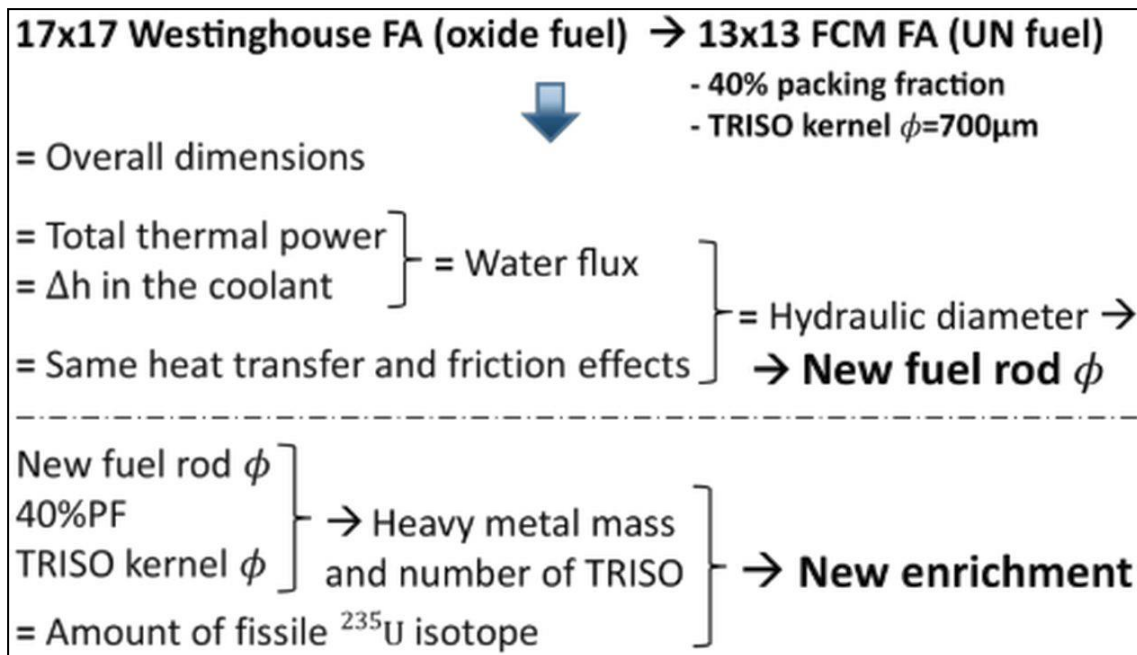 17x17 Westinghouse FA (oxide fuel) → 13x13 FCM FA (UN fuel)
- 40% packing fraction
- TRISO kernel ϕ=700µm
= Overall dimensions
= Total thermal power
= Δh in the coolant
= Water flux
= Same heat transfer and friction effects
= Hydraulic diameter →
→ New fuel rod ϕ
New fuel rod ϕ
40%PF
TRISO kernel ϕ
→ Heavy metal mass
and number of TRISO
= Amount of fissile ²³⁵U isotope
→ New enrichment